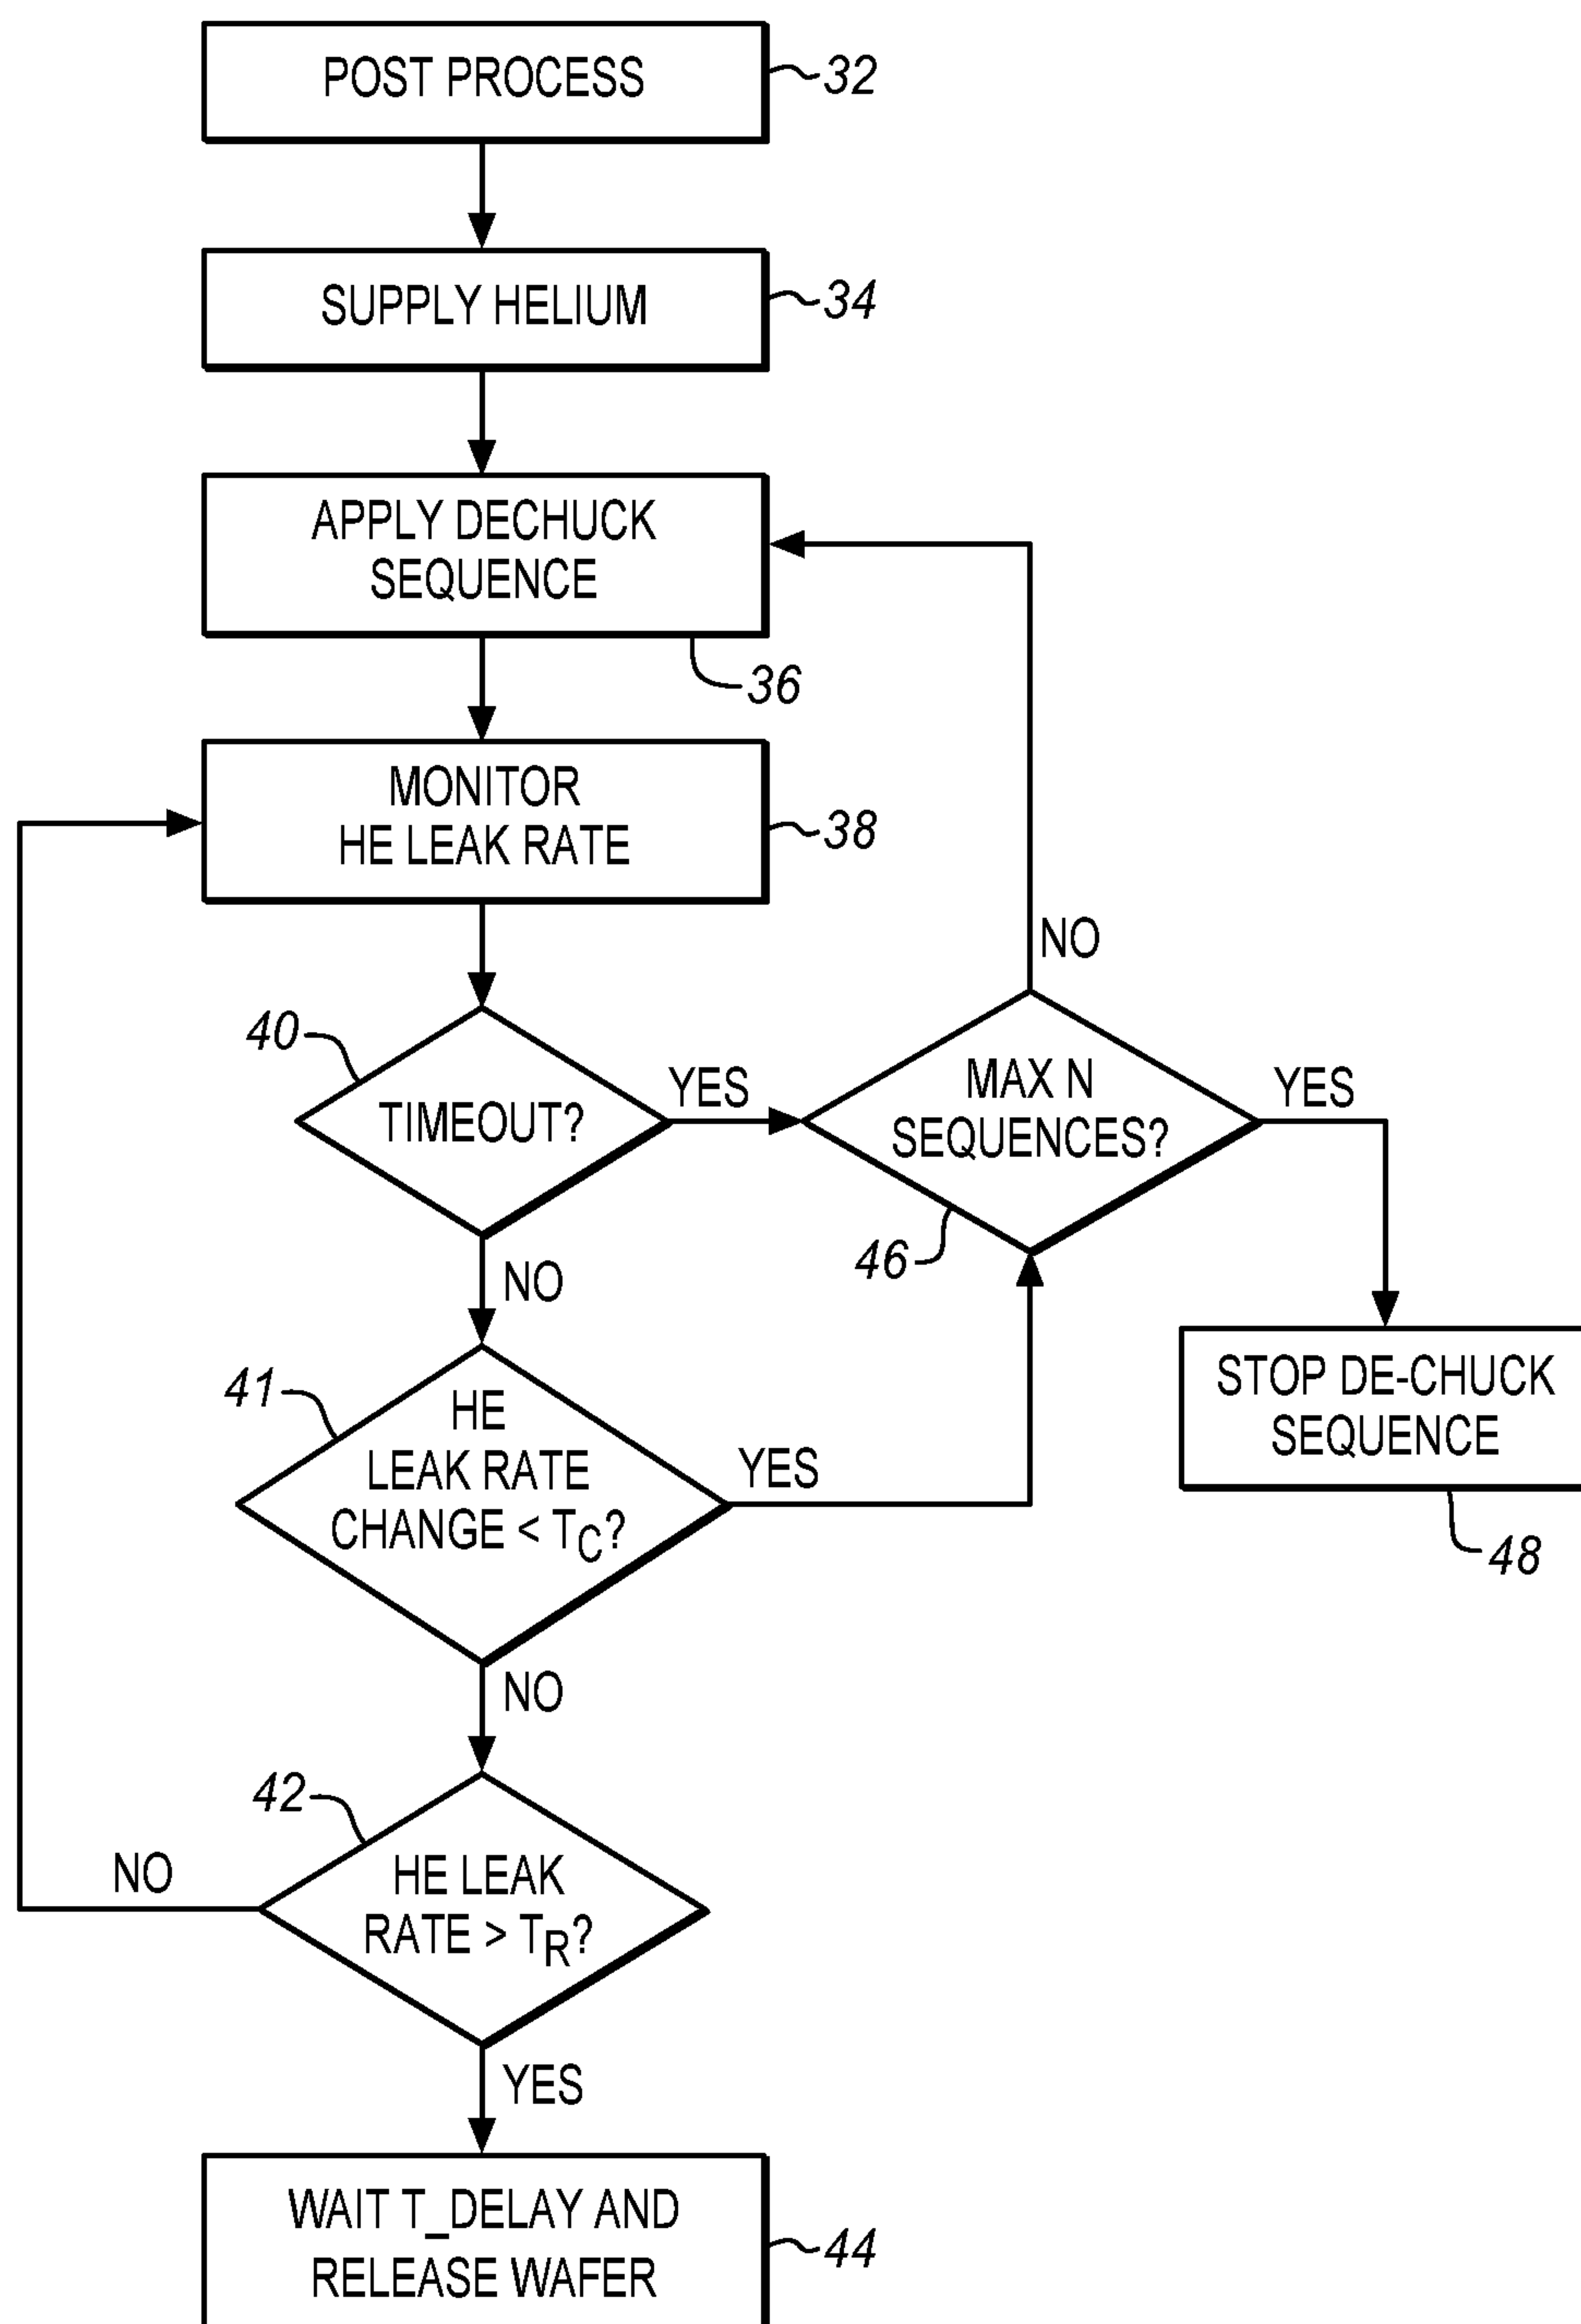 POST PROCESS
32
SUPPLY HELIUM
34
APPLY DECHUCK
SEQUENCE
36
MONITOR
HE LEAK RATE
38
NO
40
TIMEOUT?
YES
MAX N
SEQUENCES?
YES
46
NO
41
HE
LEAK RATE
CHANGE < TC?
YES
STOP DE-CHUCK
SEQUENCE
48
NO
42
NO
HE LEAK
RATE > TR?
YES
WAIT T_DELAY AND
RELEASE WAFER
44